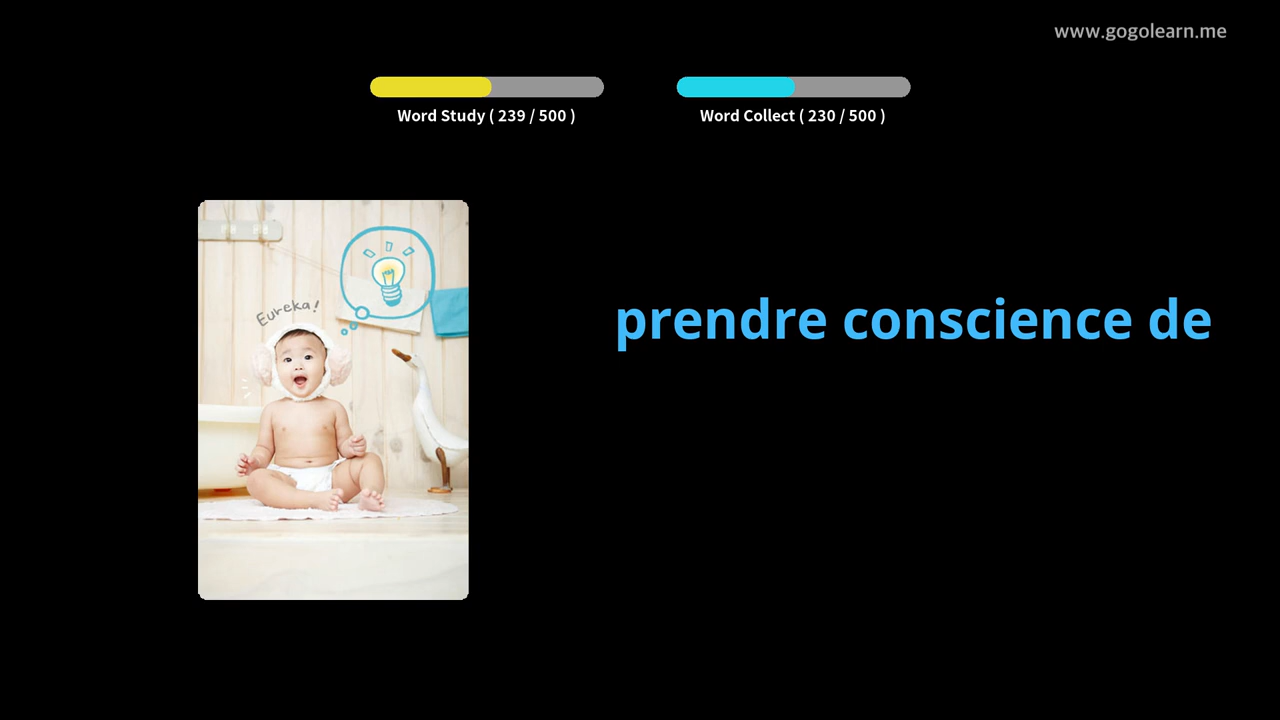 www.gogolearn.me
Word Study ( 239 / 500 )
Word Collect ( 230 / 500 )
Eureka!
prendre conscience de